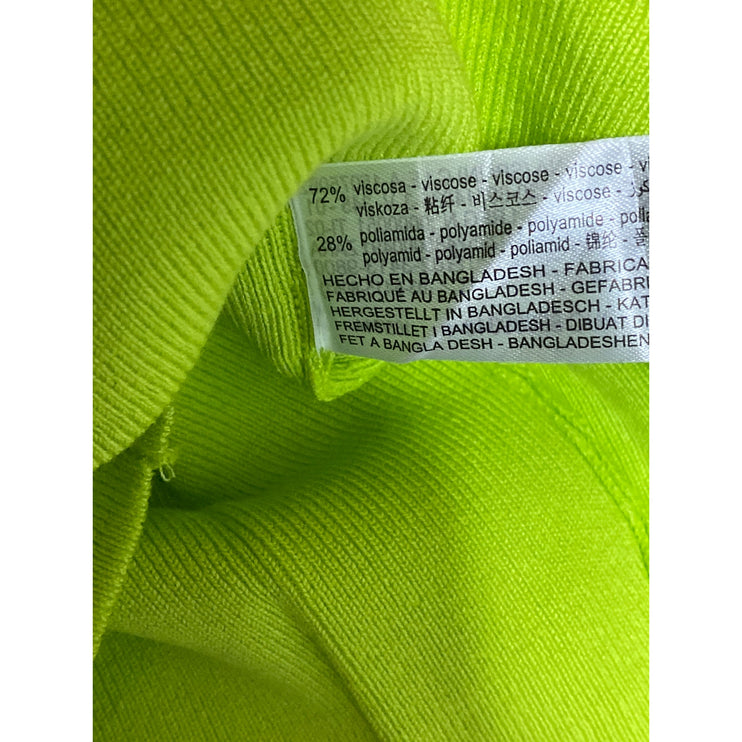 72% viscosa - viscose - viscose - viscose -
viskoza - 粘纤 - 비스코스 - viscose -
28% poliamida - polyamide - polyamide -
polyamid - polyamid - poliamid - 锦纶 -
HECHO EN BANGLADESH - FABRICA
FABRIQUÉ AU BANGLADESH - GEFABRI
HERGESTELLT IN BANGLADESCH - KAT
FREMSTILLET I BANGLADESH - DIBUAT DI
FET A BANGLA DESH - BANGLADESHEN